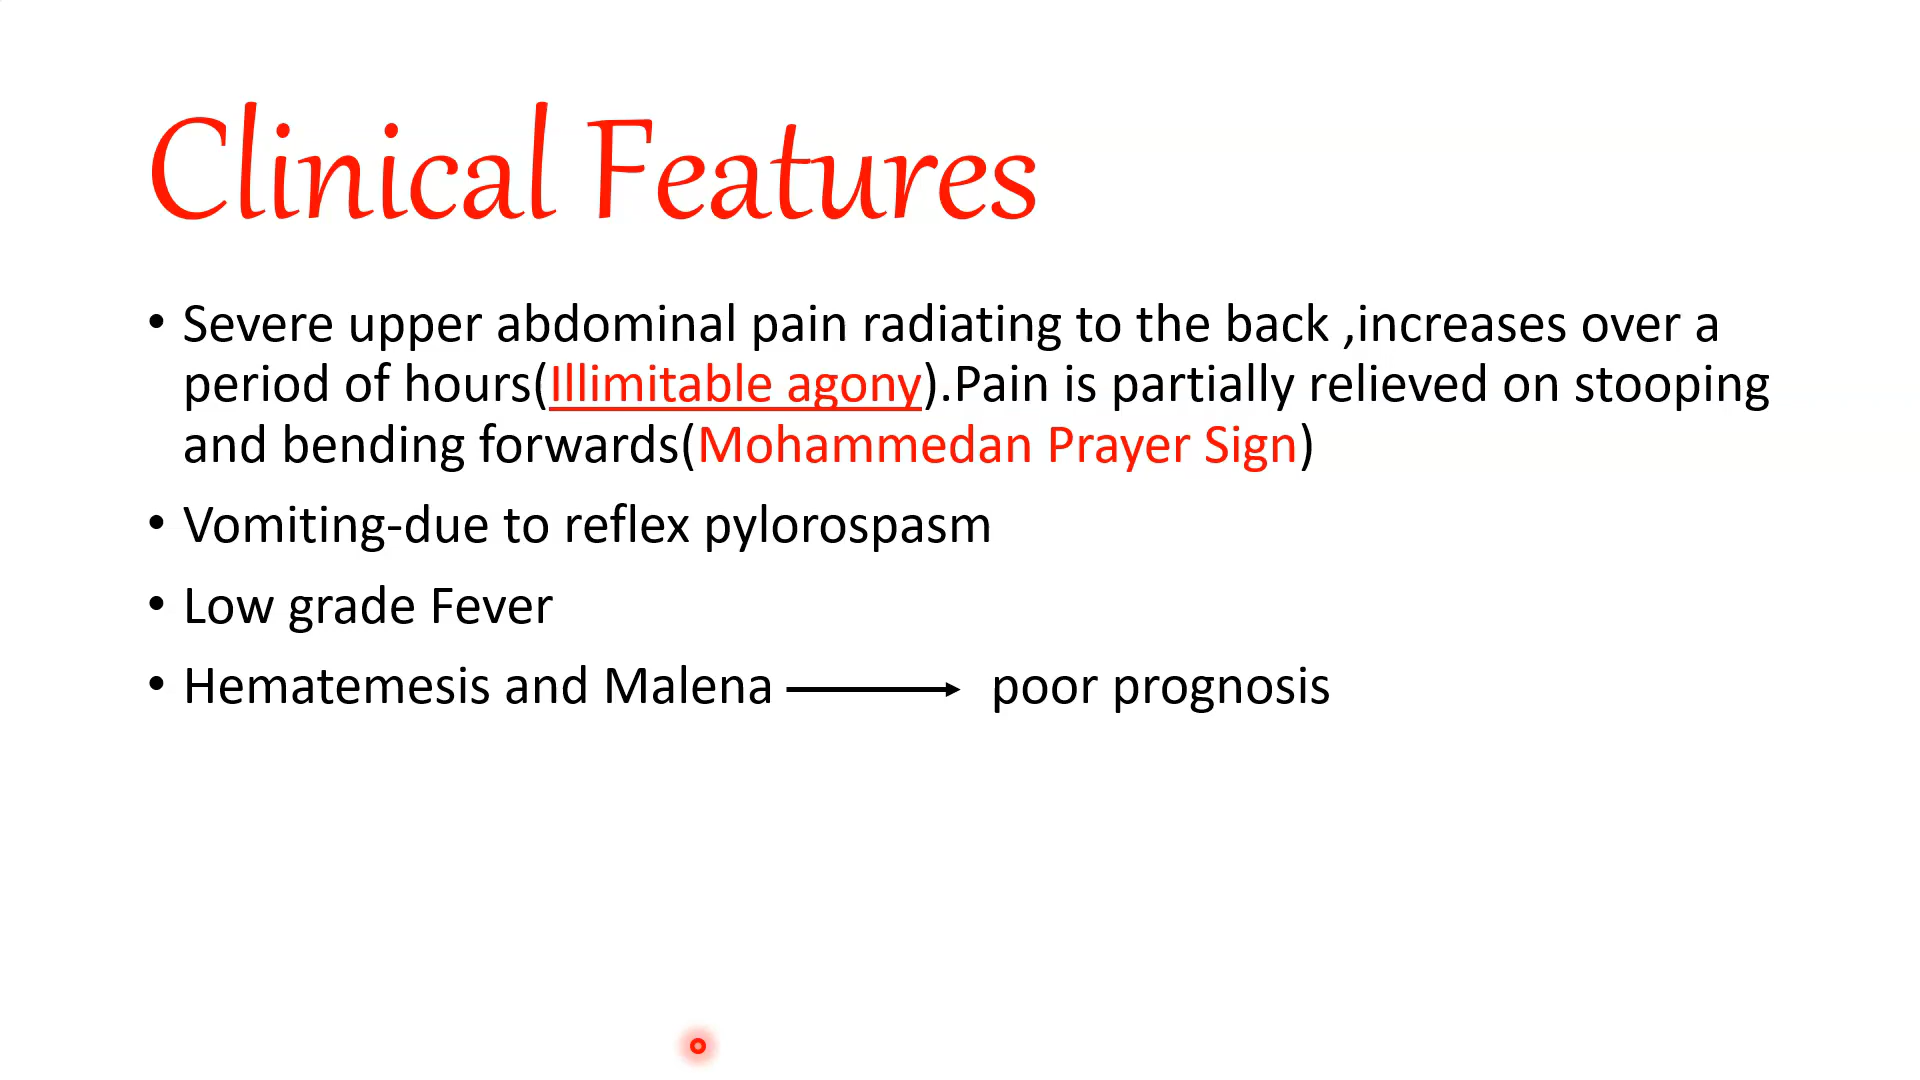 Clinical Features
• Severe upper abdominal pain radiating to the back ,increases over a
period of hours(Illimitable agony).Pain is partially relieved on stooping
and bending forwards(Mohammedan Prayer Sign)
• Vomiting-due to reflex pylorospasm
• Low grade Fever
• Hematemesis and Malena ⟶ poor prognosis